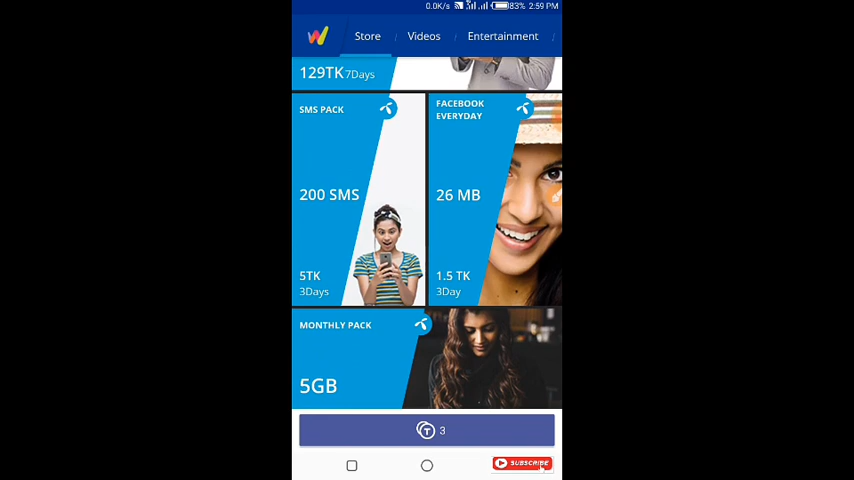 0.0K/s 83% 2:59 PM
Store / Videos / Entertainment /
129TK 7Days
SMS PACK
200 SMS
5TK
3Days
FACEBOOK
EVERYDAY
26 MB
1.5 TK
3Day
MONTHLY PACK
5GB
T 3
SUBSCRIBE